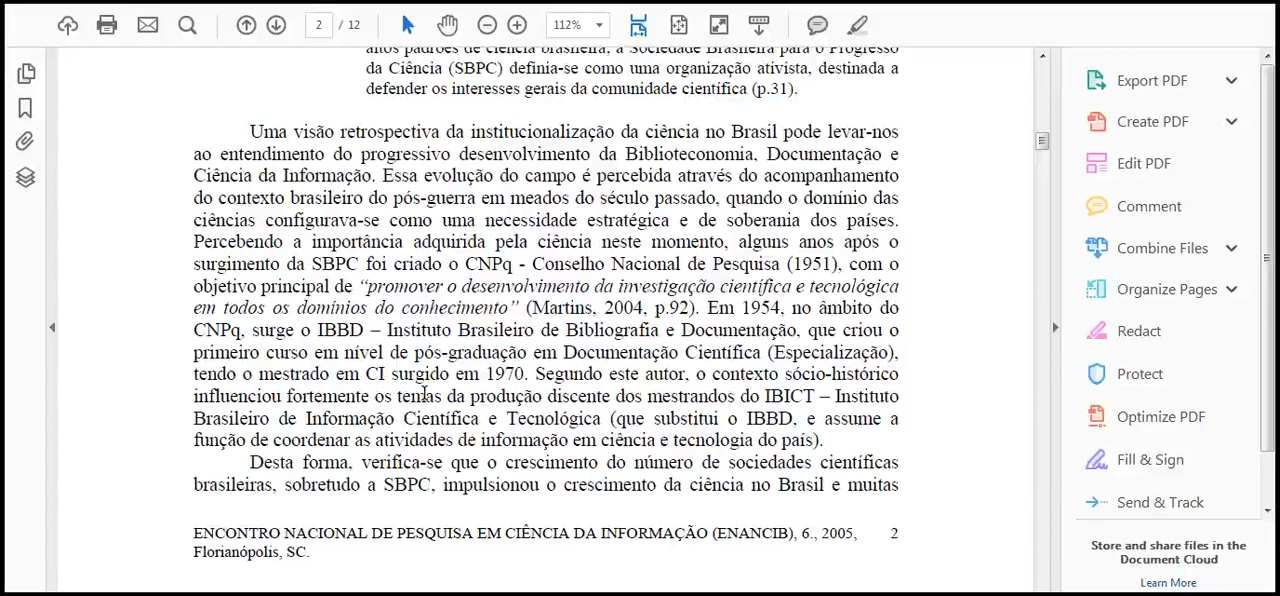 2 / 12
112%
altos padrões de ciência brasileira, a Sociedade Brasileira para o Progresso
da Ciência (SBPC) definia-se como uma organização ativista, destinada a
defender os interesses gerais da comunidade científica (p.31).
Uma visão retrospectiva da institucionalização da ciência no Brasil pode levar-nos
ao entendimento do progressivo desenvolvimento da Biblioteconomia, Documentação e
Ciência da Informação. Essa evolução do campo é percebida através do acompanhamento
do contexto brasileiro do pós-guerra em meados do século passado, quando o domínio das
ciências configurava-se como uma necessidade estratégica e de soberania dos países.
Percebendo a importância adquirida pela ciência neste momento, alguns anos após o
surgimento da SBPC foi criado o CNPq - Conselho Nacional de Pesquisa (1951), com o
objetivo principal de “promover o desenvolvimento da investigação científica e tecnológica
em todos os domínios do conhecimento” (Martins, 2004, p.92). Em 1954, no âmbito do
CNPq, surge o IBBD – Instituto Brasileiro de Bibliografia e Documentação, que criou o
primeiro curso em nível de pós-graduação em Documentação Científica (Especialização),
tendo o mestrado em CI surgido em 1970. Segundo este autor, o contexto sócio-histórico
influenciou fortemente os temas da produção discente dos mestrandos do IBICT – Instituto
Brasileiro de Informação Científica e Tecnológica (que substitui o IBBD, e assume a
função de coordenar as atividades de informação em ciência e tecnologia do país).
Desta forma, verifica-se que o crescimento do número de sociedades científicas
brasileiras, sobretudo a SBPC, impulsionou o crescimento da ciência no Brasil e muitas
ENCONTRO NACIONAL DE PESQUISA EM CIÊNCIA DA INFORMAÇÃO (ENANCIB), 6., 2005, 2
Florianópolis, SC.
Export PDF
Create PDF
Edit PDF
Comment
Combine Files
Organize Pages
Redact
Protect
Optimize PDF
Fill & Sign
Send & Track
Store and share files in the
Document Cloud
Learn More